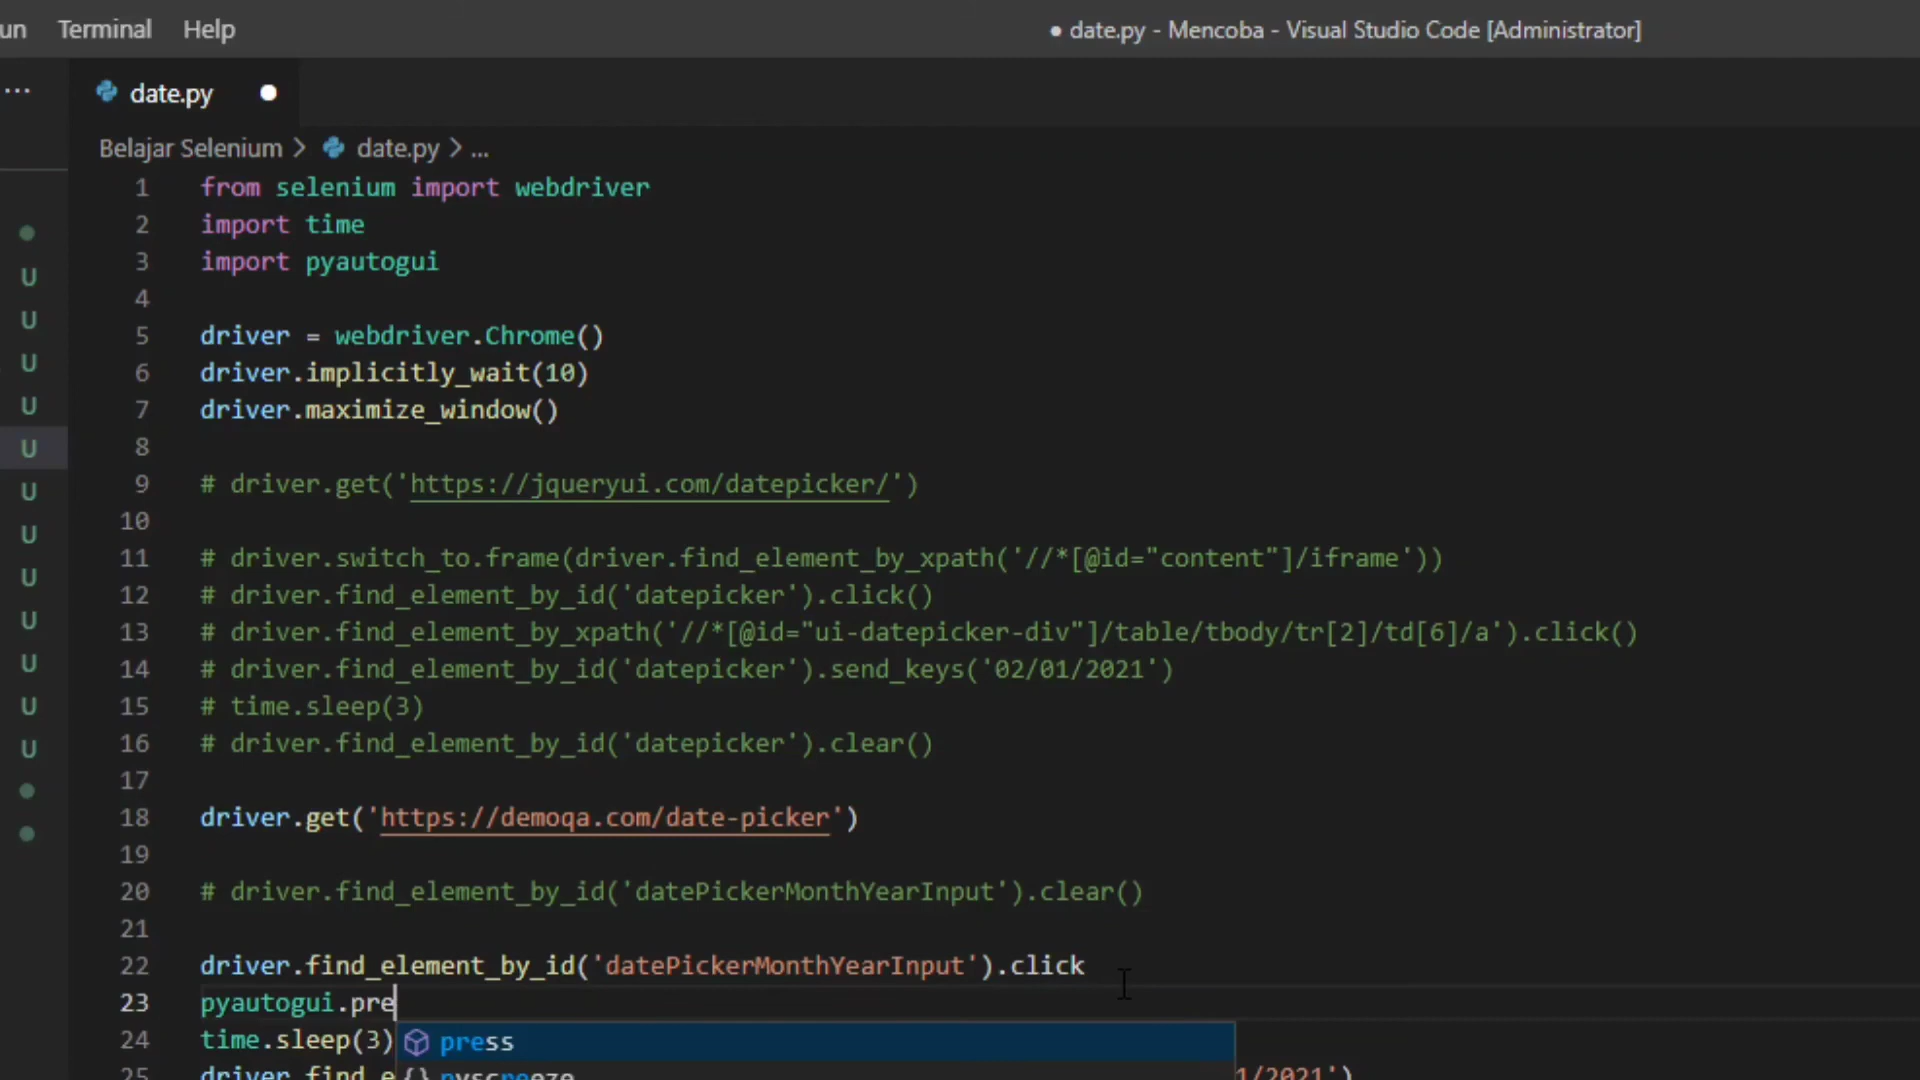 un Terminal Help ● date.py - Mencoba - Visual Studio Code [Administrator]
... date.py ●
Belajar Selenium > date.py > ...
1 from selenium import webdriver
2 import time
3 import pyautogui
4
5 driver = webdriver.Chrome()
6 driver.implicitly_wait(10)
7 driver.maximize_window()
8
9 # driver.get('https://jqueryui.com/datepicker/')
10
11 # driver.switch_to.frame(driver.find_element_by_xpath('//*[@id="content"]/iframe'))
12 # driver.find_element_by_id('datepicker').click()
13 # driver.find_element_by_xpath('//*[@id="ui-datepicker-div"]/table/tbody/tr[2]/td[6]/a').click()
14 # driver.find_element_by_id('datepicker').send_keys('02/01/2021')
15 # time.sleep(3)
16 # driver.find_element_by_id('datepicker').clear()
17
18 driver.get('https://demoqa.com/date-picker')
19
20 # driver.find_element_by_id('datePickerMonthYearInput').clear()
21
22 driver.find_element_by_id('datePickerMonthYearInput').click
23 pyautogui.pre
24 time.sleep(3) press
25 driver.find_e {} pyscreeze 1/2021')
U
U
U
U
U
U
U
U
U
U
U
U